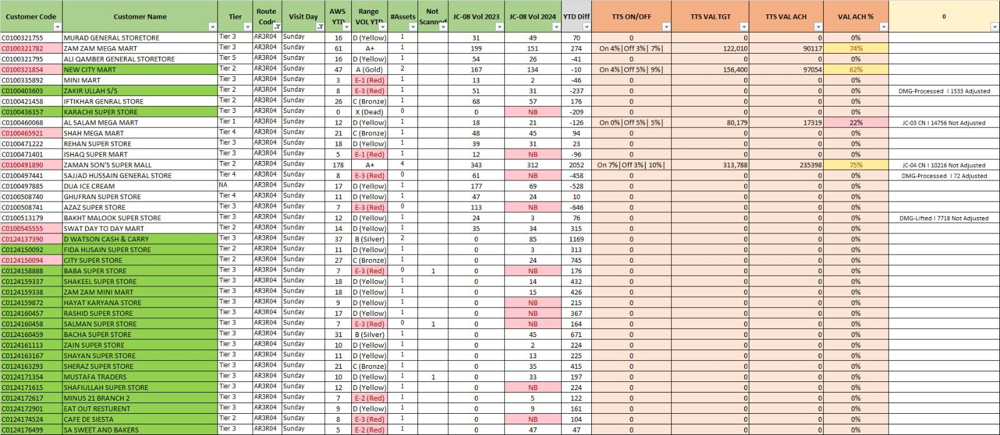 Customer Code | Customer Name | Tier | Route Code | Visit Day | AWS YTD | Range VOL YTD | #Assets | Not Scanned | JC-08 Vol 2023 | JC-08 Vol 2024 | YTD Diff | TTS ON/OFF | TTS VAL TGT | TTS VAL ACH | VAL ACH % | 0
C0100321755 | MURAD GENERAL STORETORE | Tier 3 | AR3R04 | Sunday | 16 | D (Yellow) | 1 | | 31 | 49 | 70 | 0 | 0 | 0 | 0% |
C0100321782 | ZAM ZAM MEGA MART | Tier 3 | AR3R04 | Sunday | 61 | A+ | 1 | | 199 | 151 | 274 | On 4%|Off 3%| 7%| | 122,010 | 90117 | 74% |
C0100321795 | ALI QAMBER GENERAL STORETORE | Tier 5 | AR3R04 | Sunday | 16 | D (Yellow) | 1 | | 54 | 26 | -41 | 0 | 0 | 0 | 0% |
C0100321854 | NEW CITY MART | Tier 2 | AR3R04 | Sunday | 47 | A (Gold) | 2 | | 167 | 134 | -10 | On 4%|Off 5%| 9%| | 156,400 | 97054 | 62% |
C0100335892 | MINI MART | Tier 3 | AR3R04 | Sunday | 3 | E-1 (Red) | 1 | | 13 | 2 | -46 | 0 | 0 | 0 | 0% |
C0100403603 | ZAKIR ULLAH S/S | Tier 2 | AR3R04 | Sunday | 8 | E-3 (Red) | 1 | | 51 | 31 | -237 | 0 | 0 | 0 | 0% | DMG-Processed I 1533 Adjusted
C0100421458 | IFTIKHAR GENRAL STORE | Tier 2 | AR3R04 | Sunday | 26 | C (Bronze) | 1 | | 68 | 57 | 176 | 0 | 0 | 0 | 0% |
C0100436357 | KARACHI SUPER STORE | Tier 3 | AR3R04 | Sunday | 0 | X (Dead) | 0 | | 0 | NB | -209 | 0 | 0 | 0 | 0% |
C0100460068 | AL SALAM MEGA MART | Tier 1 | AR3R04 | Sunday | 12 | D (Yellow) | 1 | | 18 | 21 | -126 | On 0%|Off 5%| 5%| | 80,179 | 17319 | 22% | JC-03 CN I 14756 Not Adjusted
C0100465921 | SHAH MEGA MART | Tier 4 | AR3R04 | Sunday | 21 | C (Bronze) | 1 | | 48 | 45 | 94 | 0 | 0 | 0 | 0% |
C0100471222 | REHAN SUPER STORE | Tier 3 | AR3R04 | Sunday | 18 | D (Yellow) | 1 | | 39 | 31 | 23 | 0 | 0 | 0 | 0% |
C0100471401 | ISHAQ SUPER MART | Tier 3 | AR3R04 | Sunday | 5 | E-1 (Red) | 1 | | 12 | NB | -96 | 0 | 0 | 0 | 0% |
C0100491890 | ZAMAN SON'S SUPER MALL | Tier 2 | AR3R04 | Sunday | 178 | A+ | 4 | | 343 | 312 | 2052 | On 7%|Off 3%| 10%| | 313,788 | 235398 | 75% | JC-04 CN I 10216 Not Adjusted
C0100497441 | SAJJAD HUSSAIN GENERAL STORE | Tier 4 | AR3R04 | Sunday | 8 | E-3 (Red) | 0 | | 61 | NB | -458 | 0 | 0 | 0 | 0% | DMG-Processed I 72 Adjusted
C0100497885 | DUA ICE CREAM | NA | AR3R04 | Sunday | 17 | D (Yellow) | 1 | | 177 | 69 | -528 | 0 | 0 | 0 | 0% |
C0100508740 | GHUFRAN SUPER STORE | Tier 4 | AR3R04 | Sunday | 11 | D (Yellow) | 1 | | 47 | 24 | 10 | 0 | 0 | 0 | 0% |
C0100508741 | AZAZ SUPER STORE | Tier 3 | AR3R04 | Sunday | 7 | E-3 (Red) | 0 | | 113 | NB | -646 | 0 | 0 | 0 | 0% |
C0100513179 | BAKHT MALOOK SUPER STORE | Tier 3 | AR3R04 | Sunday | 12 | D (Yellow) | 1 | | 24 | 3 | 76 | 0 | 0 | 0 | 0% | DMG-Lifted I 7718 Not Adjusted
C0100545555 | SWAT DAY TO DAY MART | Tier 2 | AR3R04 | Sunday | 14 | D (Yellow) | 1 | | 35 | 34 | 315 | 0 | 0 | 0 | 0% |
C0124137390 | D WATSON CASH & CARRY | Tier 3 | AR3R04 | Sunday | 37 | B (Silver) | 2 | | 0 | 85 | 1169 | 0 | 0 | 0 | 0% |
C0124150092 | FIDA HUSAIN SUPER STORE | Tier 2 | AR3R04 | Sunday | 11 | D (Yellow) | 1 | | 0 | 3 | 313 | 0 | 0 | 0 | 0% |
C0124150094 | CITY SUPER STORE | Tier 2 | AR3R04 | Sunday | 27 | C (Bronze) | 1 | | 0 | 24 | 745 | 0 | 0 | 0 | 0% |
C0124158888 | BABA SUPER STORE | Tier 3 | AR3R04 | Sunday | 7 | E-3 (Red) | 0 | 1 | 0 | NB | 176 | 0 | 0 | 0 | 0% |
C0124159337 | SHAKEEL SUPER STORE | Tier 3 | AR3R04 | Sunday | 18 | D (Yellow) | 1 | | 0 | 14 | 432 | 0 | 0 | 0 | 0% |
C0124159338 | ZAM ZAM MINI MART | Tier 3 | AR3R04 | Sunday | 18 | D (Yellow) | 1 | | 0 | 15 | 426 | 0 | 0 | 0 | 0% |
C0124159872 | HAYAT KARYANA STORE | Tier 3 | AR3R04 | Sunday | 9 | D (Yellow) | 1 | | 0 | NB | 215 | 0 | 0 | 0 | 0% |
C0124160457 | RASHID SUPER STORE | Tier 3 | AR3R04 | Sunday | 17 | D (Yellow) | 1 | | 0 | NB | 367 | 0 | 0 | 0 | 0% |
C0124160458 | SALMAN SUPER STORE | Tier 3 | AR3R04 | Sunday | 7 | E-3 (Red) | 0 | 1 | 0 | NB | 164 | 0 | 0 | 0 | 0% |
C0124160459 | BACHA SUPER STORE | Tier 3 | AR3R04 | Sunday | 31 | B (Silver) | 1 | | 0 | 45 | 671 | 0 | 0 | 0 | 0% |
C0124161113 | ZAIN SUPER STORE | Tier 3 | AR3R04 | Sunday | 10 | D (Yellow) | 1 | | 0 | 2 | 224 | 0 | 0 | 0 | 0% |
C0124163167 | SHAYAN SUPER STORE | Tier 3 | AR3R04 | Sunday | 11 | D (Yellow) | 1 | | 0 | 13 | 225 | 0 | 0 | 0 | 0% |
C0124163293 | SHERAZ SUPER STORE | Tier 3 | AR3R04 | Sunday | 21 | C (Bronze) | 1 | | 0 | 35 | 415 | 0 | 0 | 0 | 0% |
C0124171354 | MUSTAFA TRADERS | Tier 3 | AR3R04 | Sunday | 10 | D (Yellow) | 1 | 1 | 0 | 33 | 197 | 0 | 0 | 0 | 0% |
C0124171615 | SHAFIULLAH SUPER STORE | Tier 3 | AR3R04 | Sunday | 12 | D (Yellow) | 1 | | 0 | NB | 224 | 0 | 0 | 0 | 0% |
C0124172617 | MINUS 21 BRANCH 2 | Tier 3 | AR3R04 | Sunday | 7 | E-2 (Red) | 1 | | 0 | 5 | 122 | 0 | 0 | 0 | 0% |
C0124172901 | EAT OUT RESTURENT | Tier 3 | AR3R04 | Sunday | 9 | D (Yellow) | 1 | | 0 | 9 | 161 | 0 | 0 | 0 | 0% |
C0124174524 | CAFE DE SIESTA | Tier 2 | AR3R04 | Sunday | 8 | E-3 (Red) | 1 | | 0 | NB | 104 | 0 | 0 | 0 | 0% |
C0124176499 | SA SWEET AND BAKERS | Tier 3 | AR3R04 | Sunday | 5 | E-2 (Red) | 1 | | 0 | 47 | 47 | 0 | 0 | 0 | 0% |